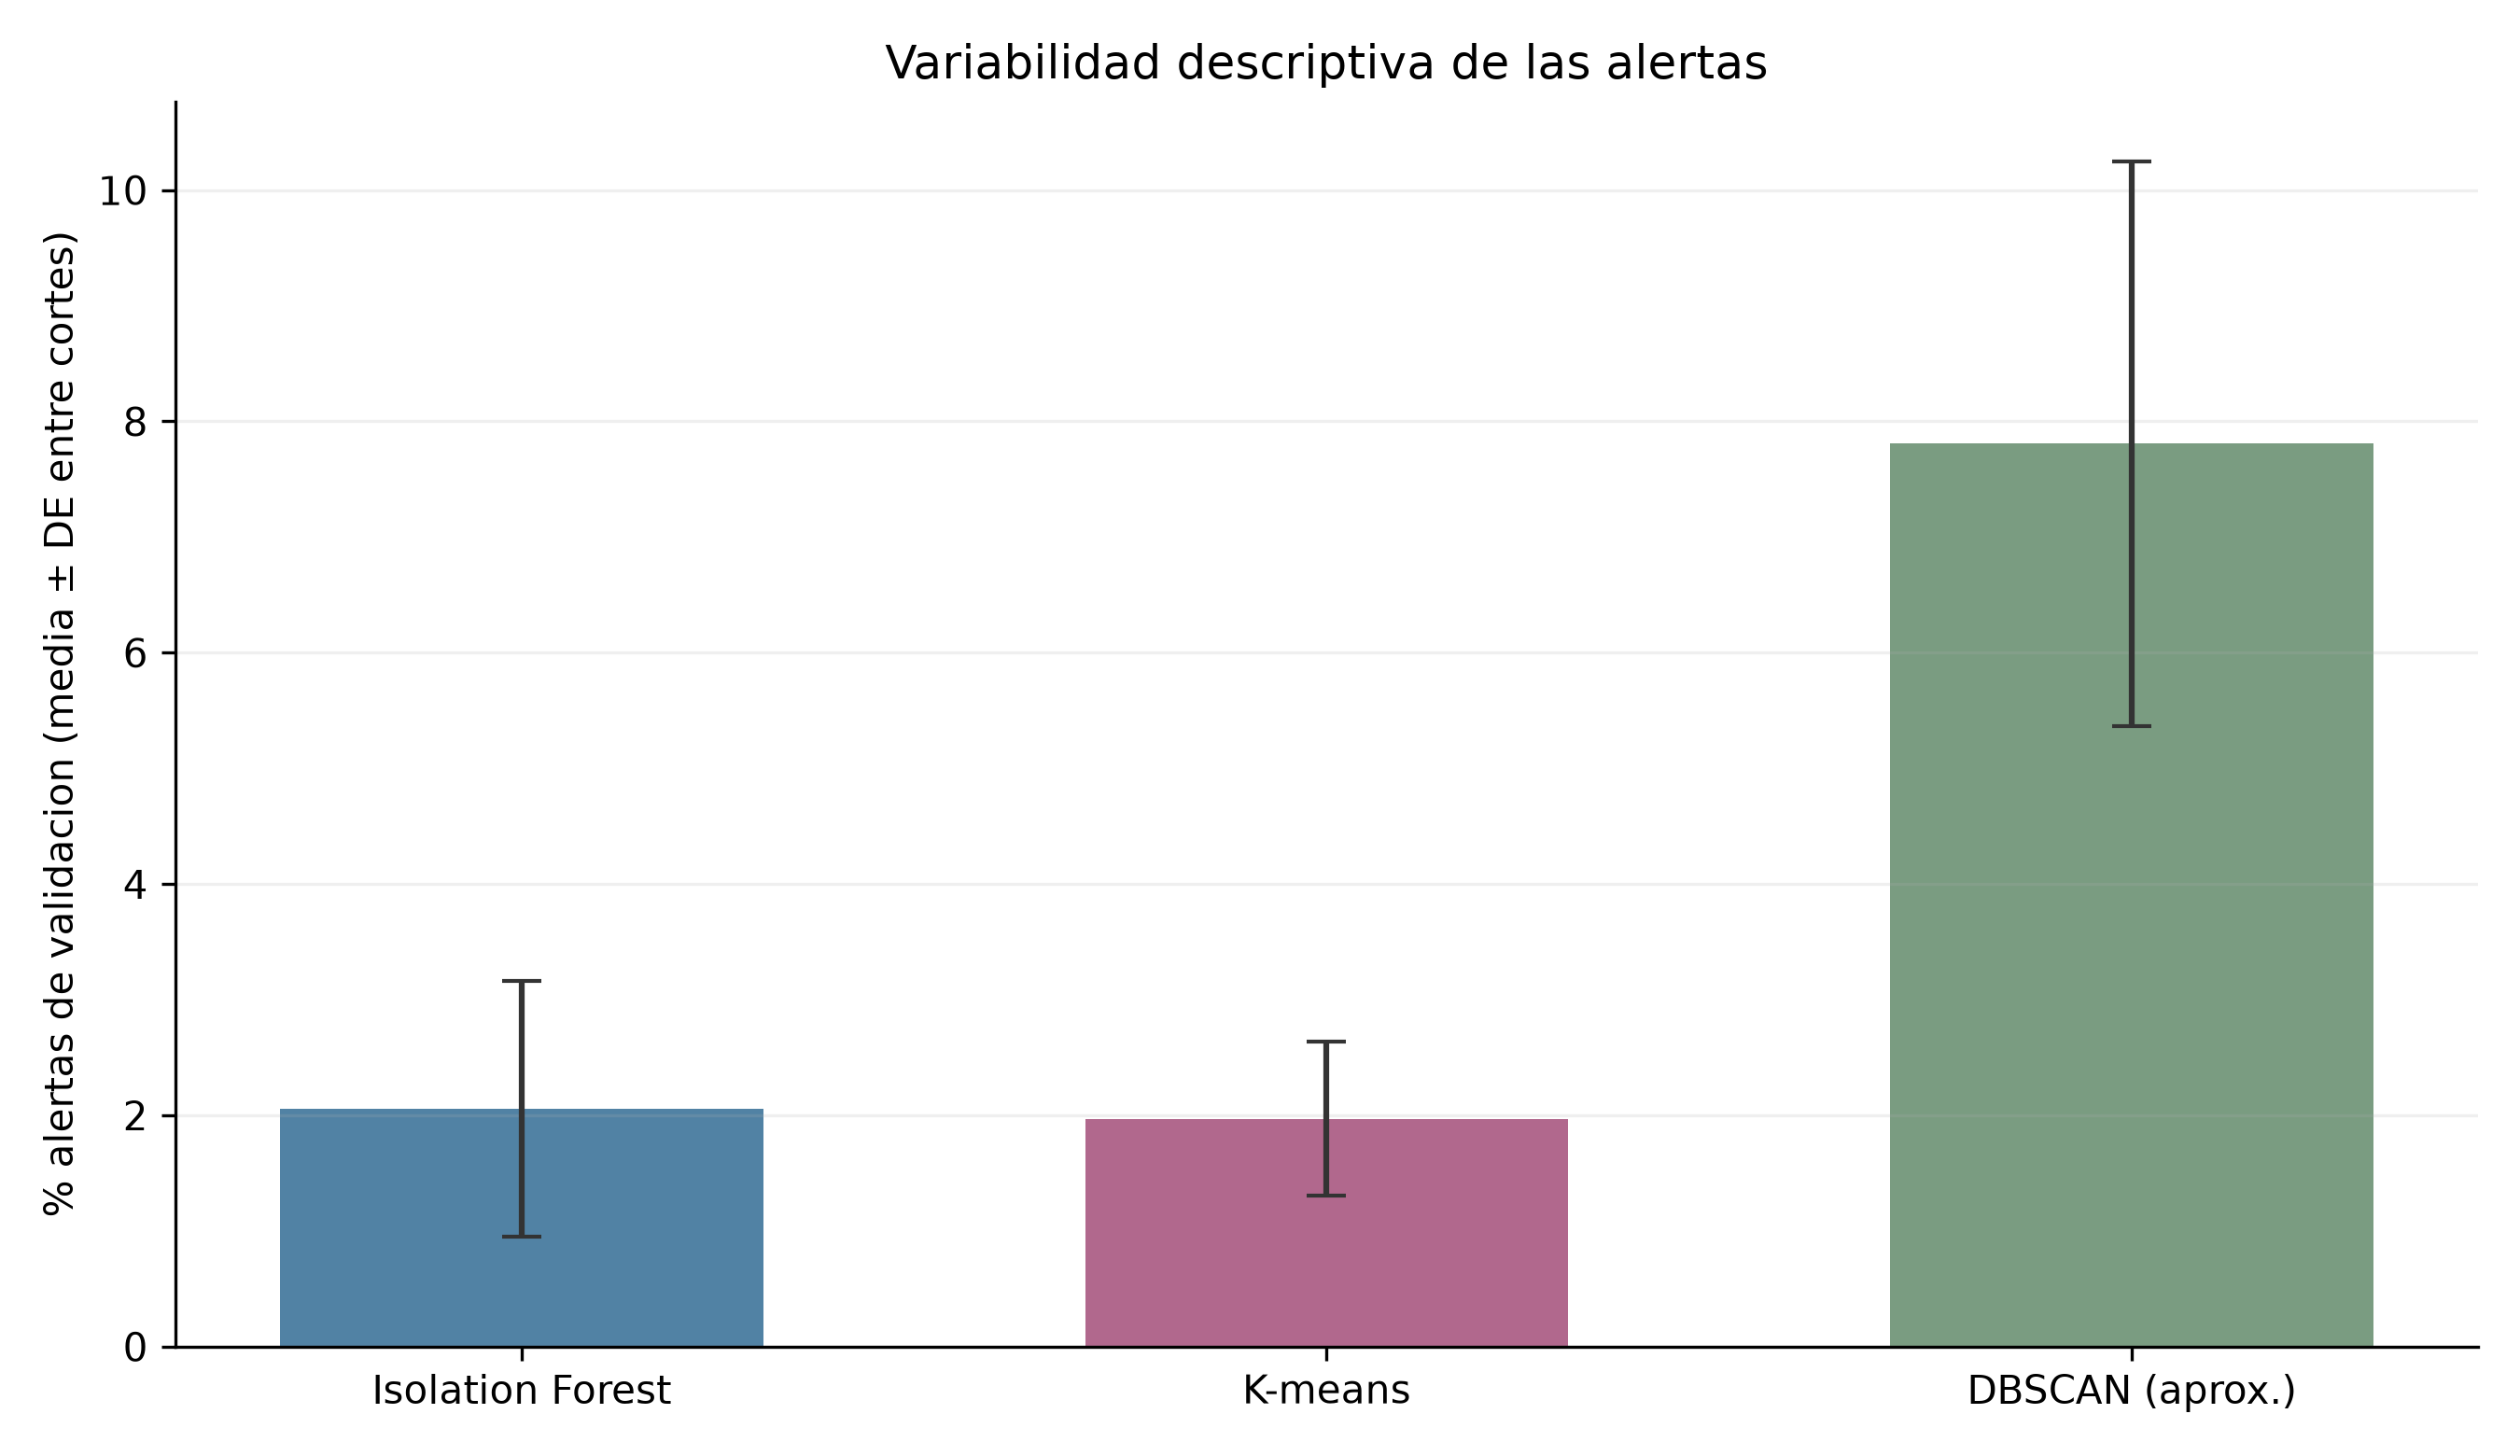 Variabilidad descriptiva de las alertas
% alertas de validacion (media ± DE entre cortes)
10
8
6
4
2
0
Isolation Forest
K-means
DBSCAN (aprox.)